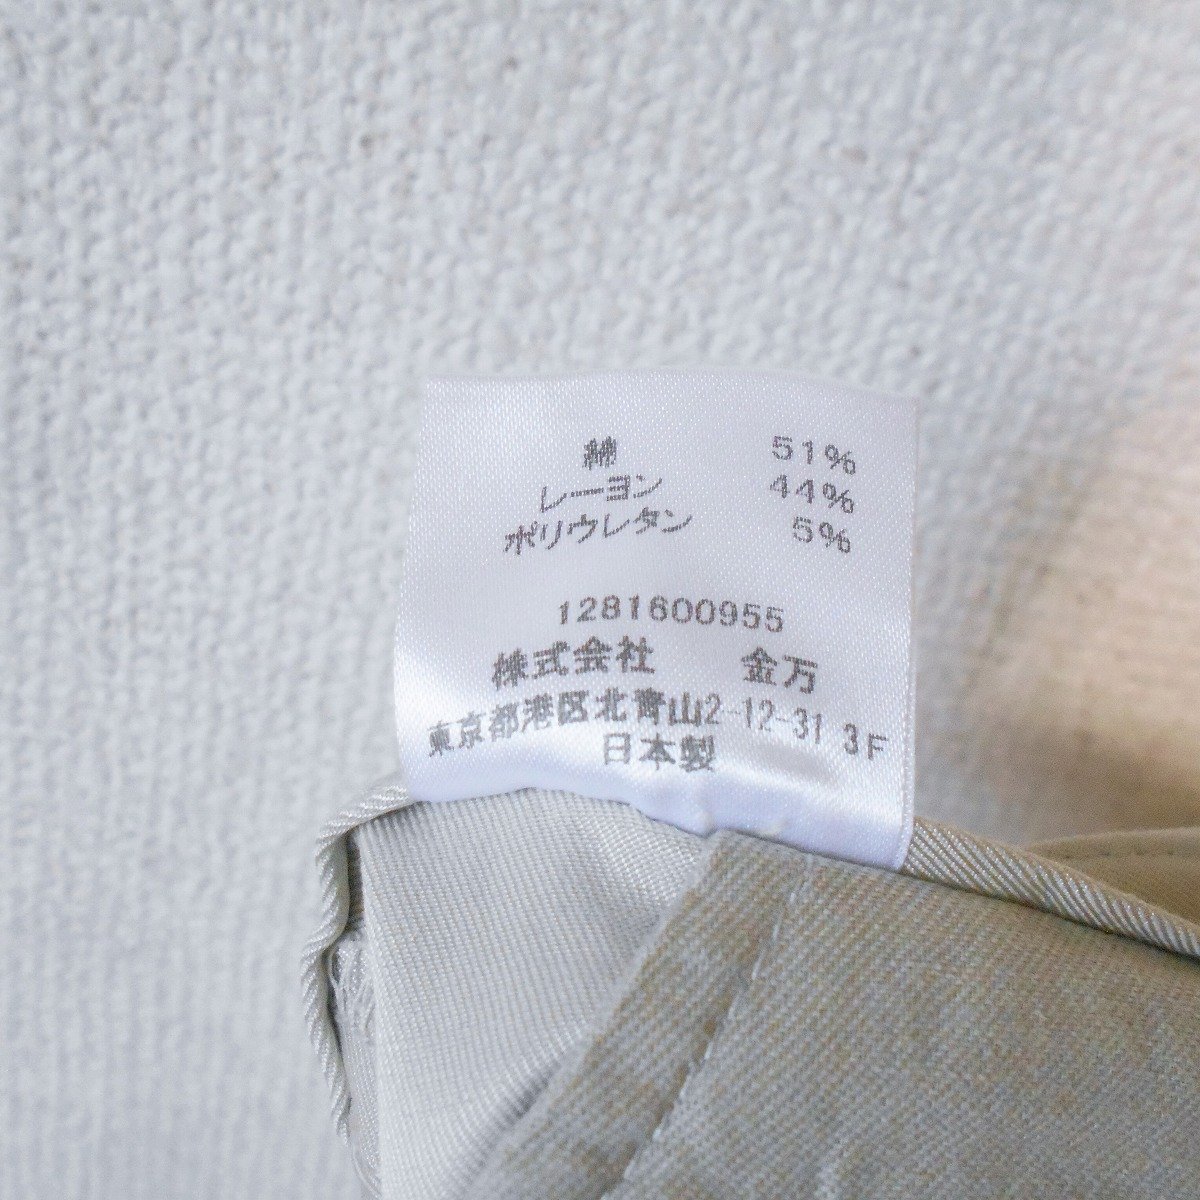 綿 51%
レーヨン 44%
ポリウレタン 5%
1281600955
株式会社 金万
東京都港区北青山2-12-31 3F
日本製